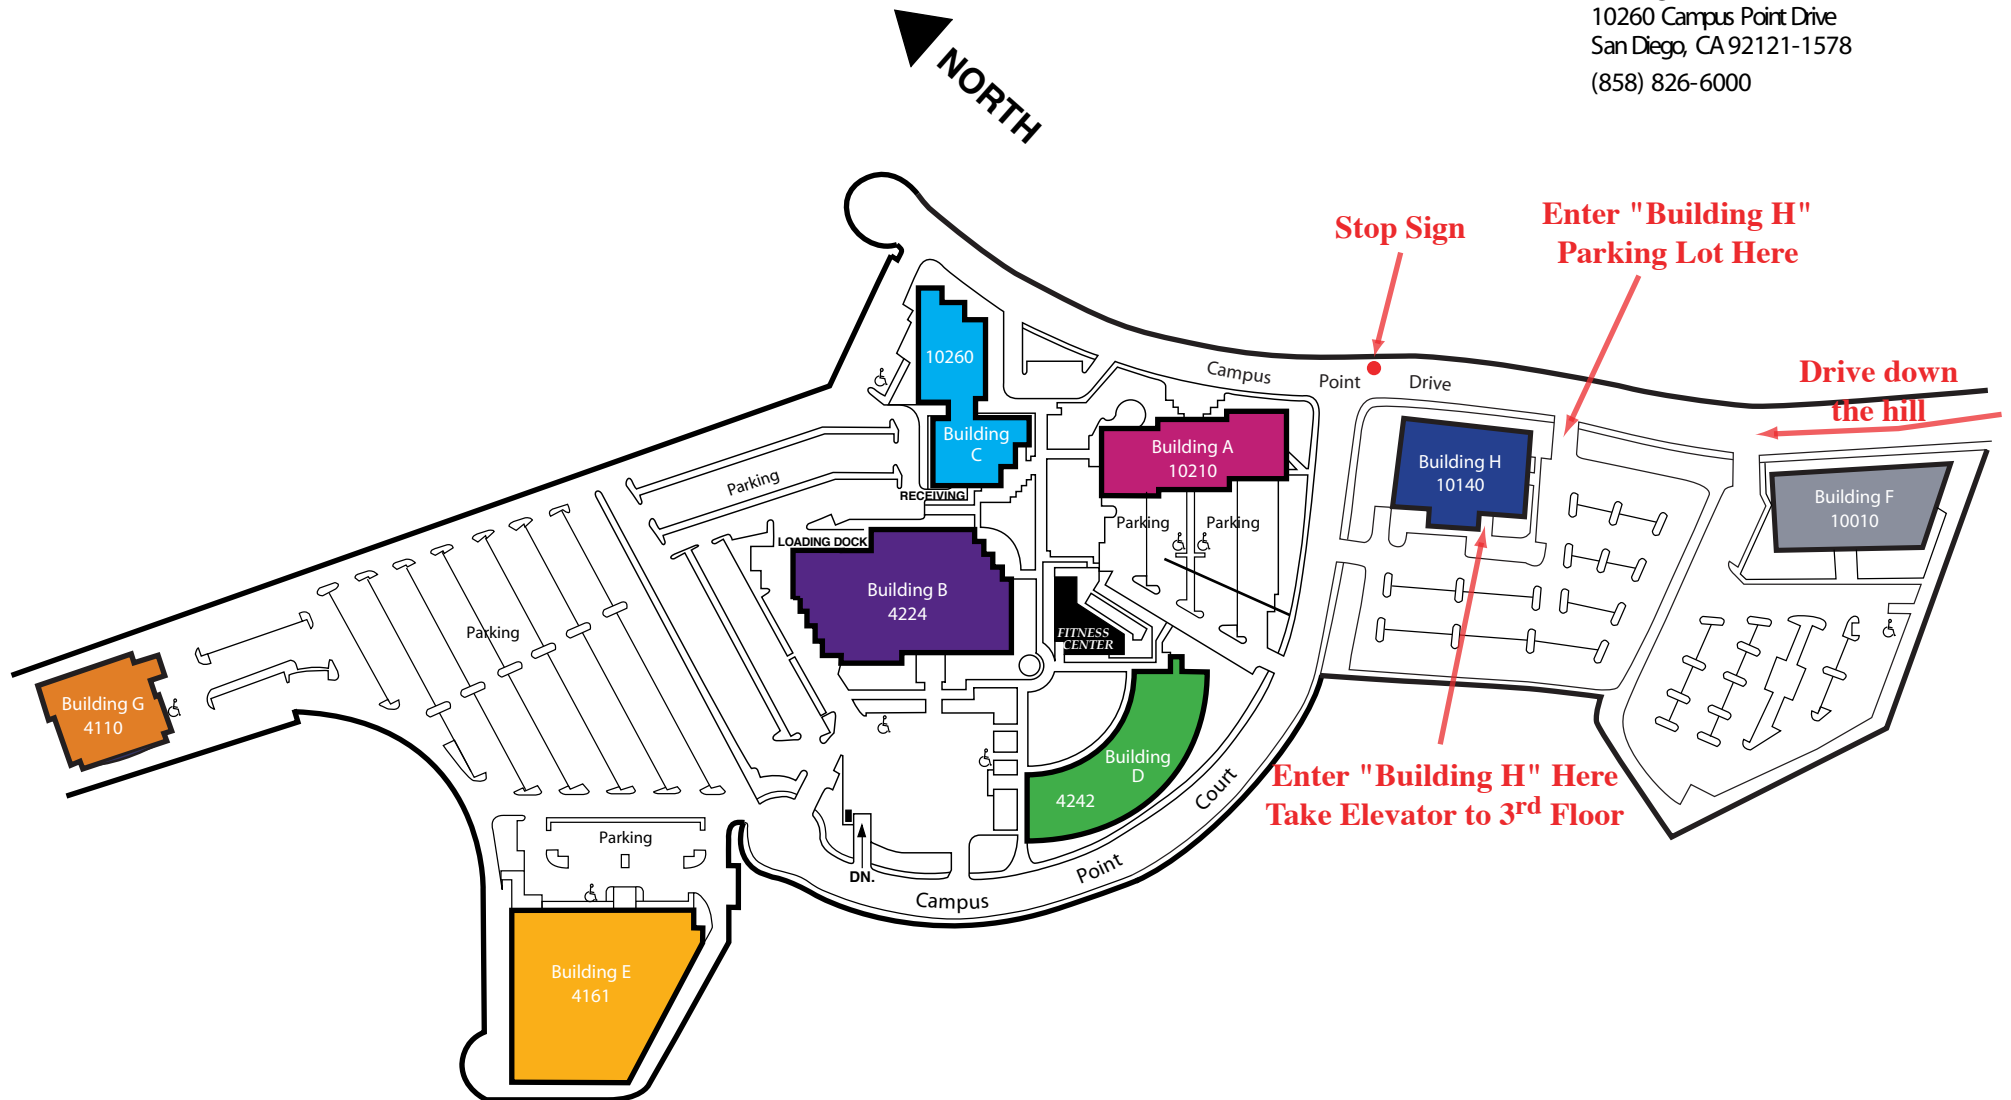 10260 Campus Point Drive
San Diego, CA 92121-1578
(858) 826-6000
NORTH
Stop Sign
Enter "Building H"
Parking Lot Here
Drive down
the hill
Campus Point Drive
10260
Building
C
RECEIVING
Building A
10210
Building H
10140
Building F
10010
Parking
Parking
Parking
LOADING DOCK
Building B
4224
FITNESS
CENTER
Parking
Building G
4110
Building
D
4242
Enter "Building H" Here
Take Elevator to 3rd Floor
Parking
DN.
Campus Point Court
Building E
4161